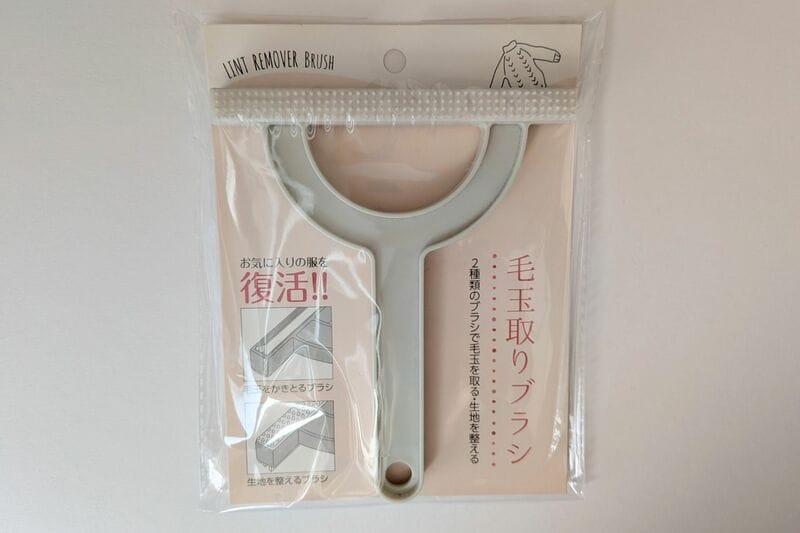 LINT REMOVER BRUSH
毛玉取りブラシ
2種類のブラシで毛玉を取る・生地を整える
お気に入りの服を
復活!!
毛玉をかきとるブラシ
生地を整えるブラシ